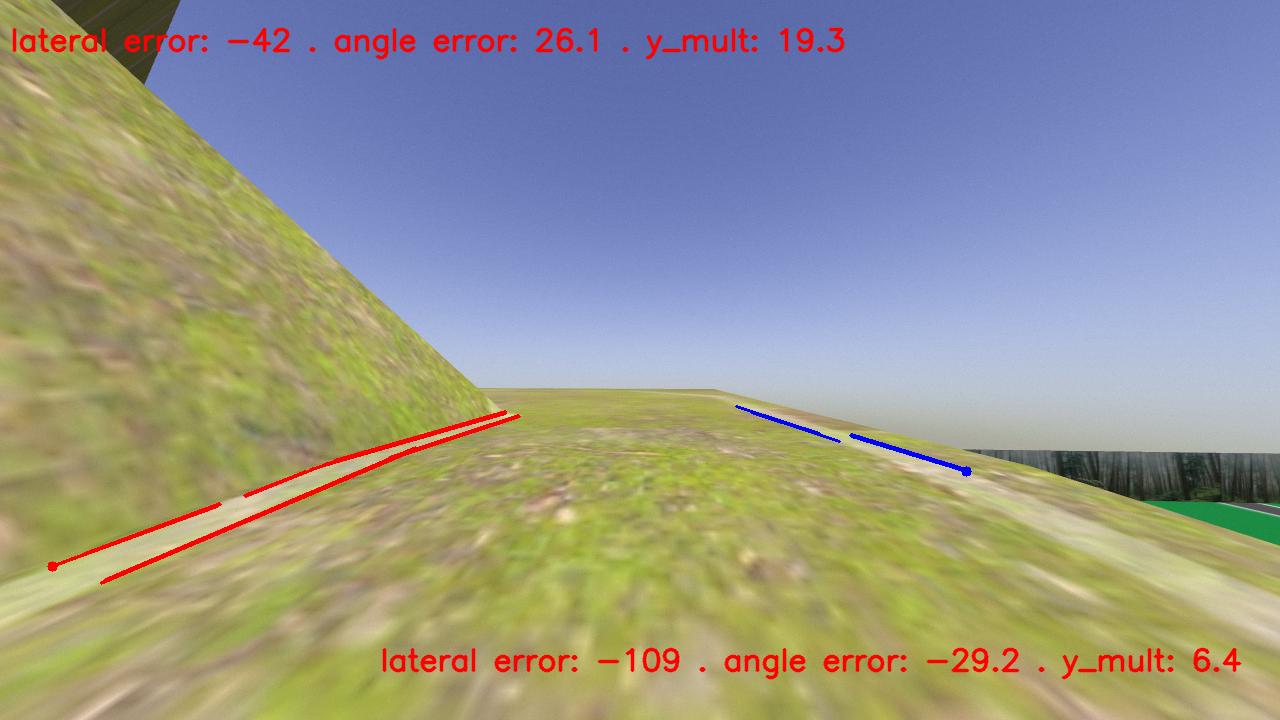 lateral error: -42 . angle error: 26.1 . y_mult: 19.3
lateral error: -109 . angle error: -29.2 . y_mult: 6.4